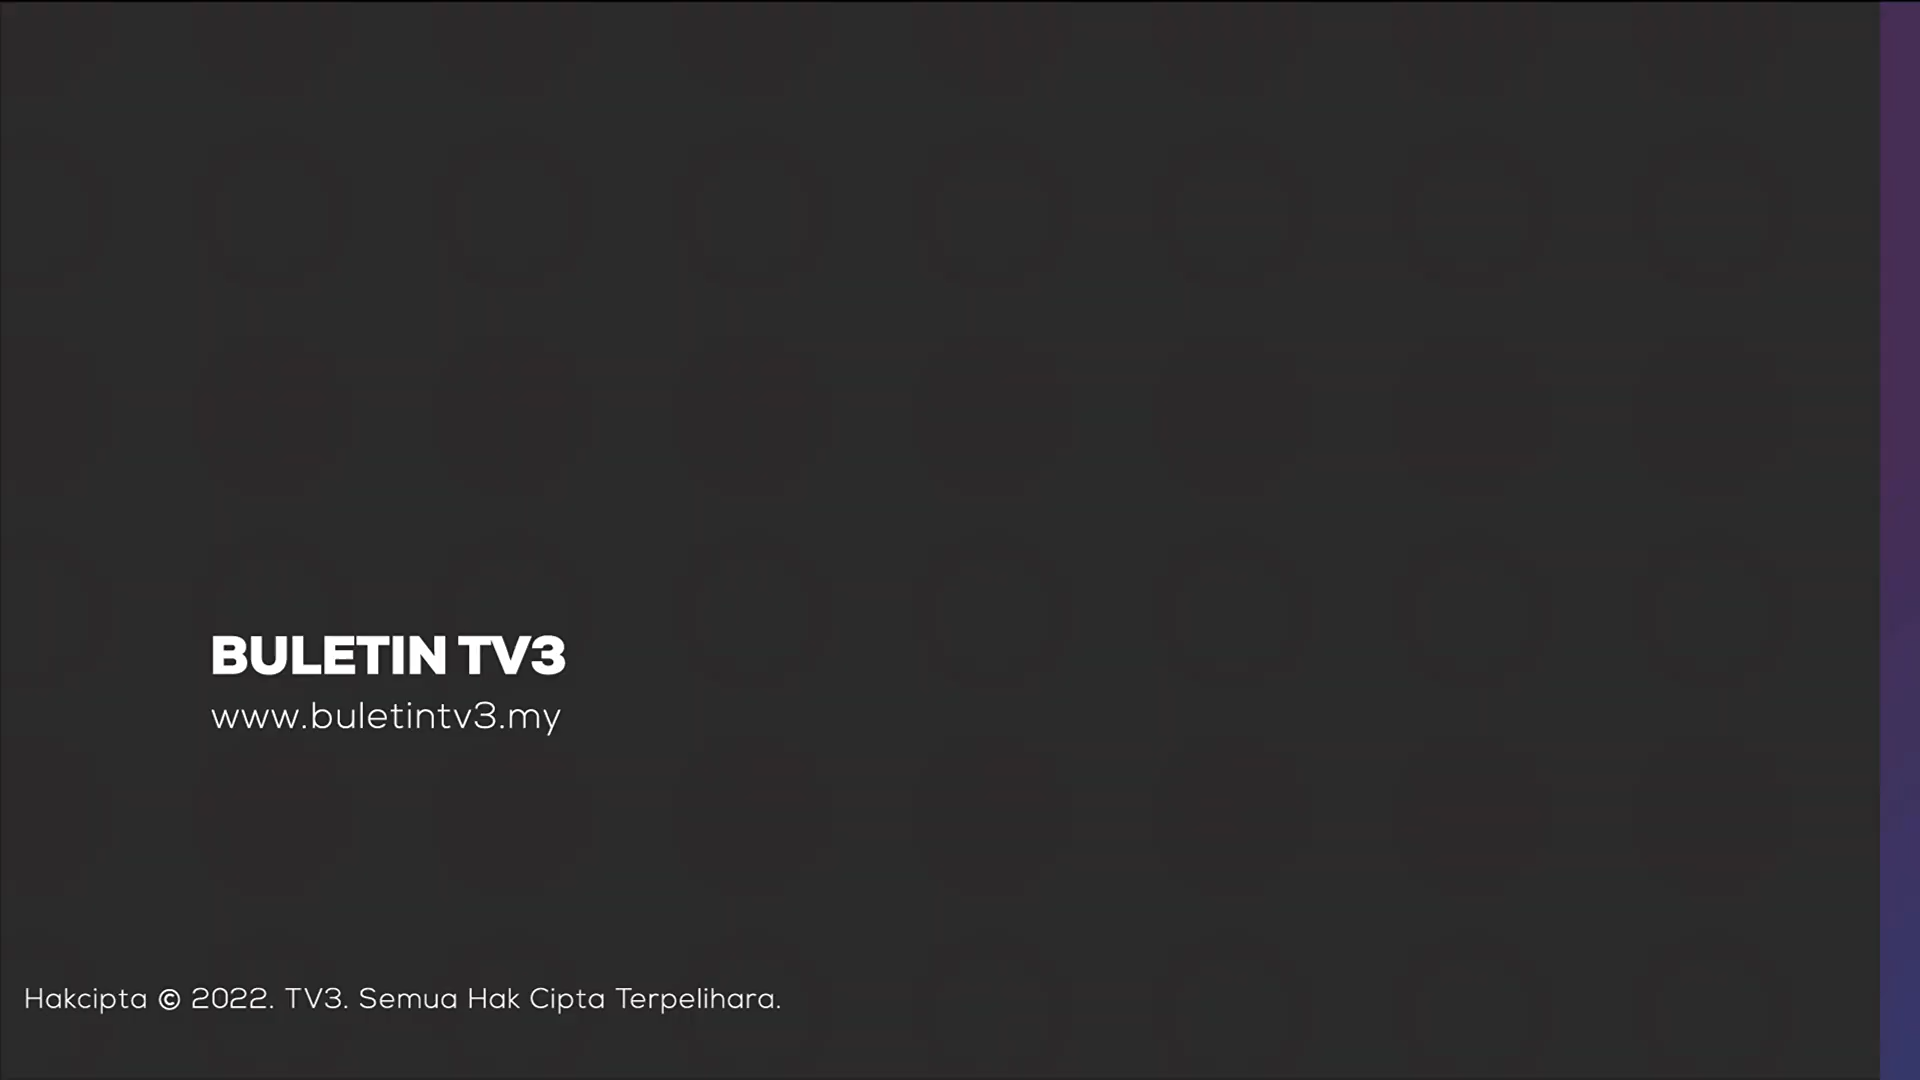 BULETIN TV3
www.buletintv3.my
Hakcipta © 2022. TV3. Semua Hak Cipta Terpelihara.